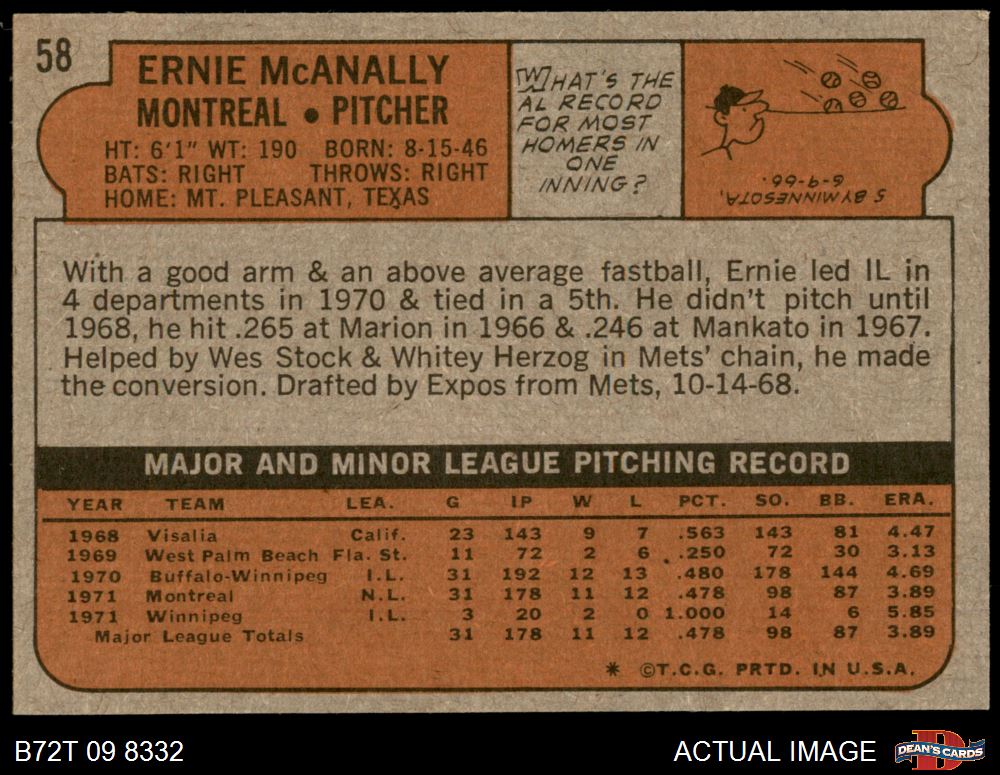 58
ERNIE McANALLY
MONTREAL • PITCHER
HT: 6'1" WT: 190 BORN: 8-15-46
BATS: RIGHT THROWS: RIGHT
HOME: MT. PLEASANT, TEXAS
WHAT'S THE
AL RECORD
FOR MOST
HOMERS IN
ONE
INNING?
5 BY MINNESOTA,
6-9-66.
With a good arm & an above average fastball, Ernie led IL in
4 departments in 1970 & tied in a 5th. He didn't pitch until
1968, he hit .265 at Marion in 1966 & .246 at Mankato in 1967.
Helped by Wes Stock & Whitey Herzog in Mets' chain, he made
the conversion. Drafted by Expos from Mets, 10-14-68.
MAJOR AND MINOR LEAGUE PITCHING RECORD
YEAR TEAM LEA. G IP W L PCT. SO. BB. ERA.
1968 Visalia Calif. 23 143 9 7 .563 143 81 4.47
1969 West Palm Beach Fla. St. 11 72 2 6 .250 72 30 3.13
1970 Buffalo-Winnipeg I.L. 31 192 12 13 .480 178 144 4.69
1971 Montreal N.L. 31 178 11 12 .478 98 87 3.89
1971 Winnipeg I.L. 3 20 2 0 1.000 14 6 5.85
Major League Totals 31 178 11 12 .478 98 87 3.89
* ©T.C.G. PRTD. IN U.S.A.
B72T 09 8332
ACTUAL IMAGE
D
DEAN'S CARDS